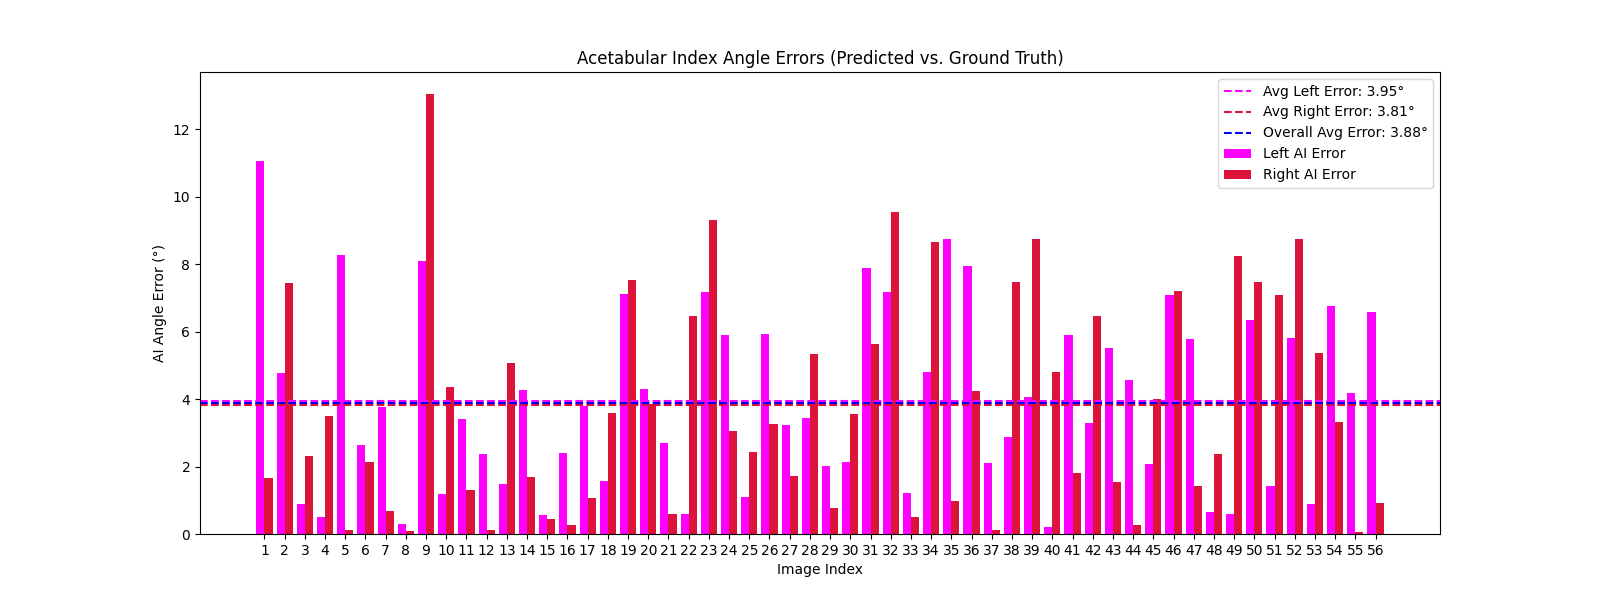 Acetabular Index Angle Errors (Predicted vs. Ground Truth)
Avg Left Error: 3.95°
Avg Right Error: 3.81°
Overall Avg Error: 3.88°
Left AI Error
Right AI Error
AI Angle Error (°)
12
10
8
6
4
2
0
1 2 3 4 5 6 7 8 9 10 11 12 13 14 15 16 17 18 19 20 21 22 23 24 25 26 27 28 29 30 31 32 33 34 35 36 37 38 39 40 41 42 43 44 45 46 47 48 49 50 51 52 53 54 55 56
Image Index